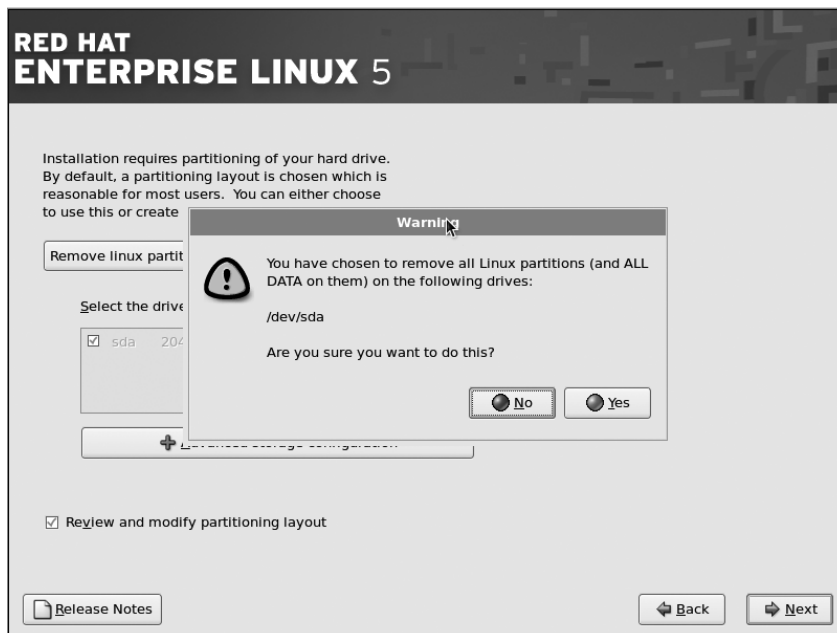 RED HAT
ENTERPRISE LINUX 5
Installation requires partitioning of your hard drive.
By default, a partitioning layout is chosen which is
reasonable for most users. You can either choose
to use this or create
Warning
You have chosen to remove all Linux partitions (and ALL
DATA on them) on the following drives:
/dev/sda
Are you sure you want to do this?
No
Yes
Remove linux partit
Select the drive
sda 204
Advanced storage configuration
Review and modify partitioning layout
Release Notes
Back
Next